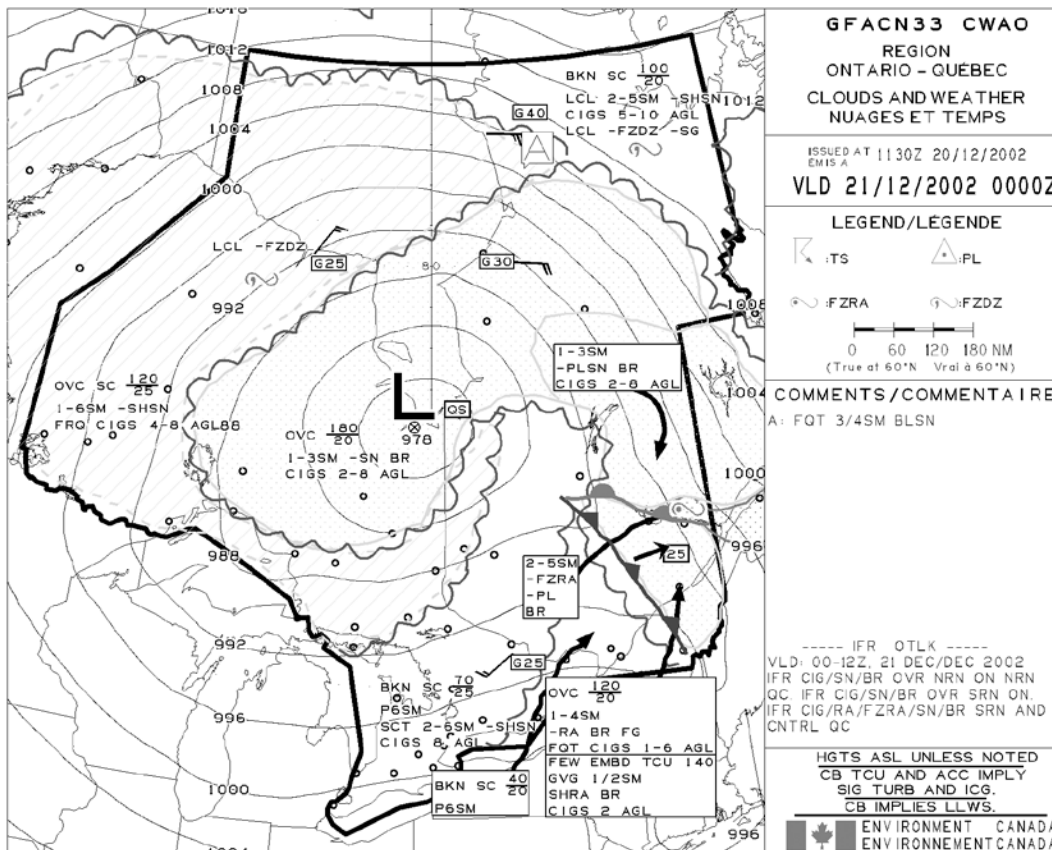 GFACN33 CWAO
REGION
ONTARIO – QUÉBEC
CLOUDS AND WEATHER
NUAGES ET TEMPS
ISSUED AT
ÉMIS A
1130Z 20/12/2002
VLD 21/12/2002 0000Z
LEGEND/LÉGENDE
:TS
:PL
:FZRA
:FZDZ
0 60 120 180 NM
(True at 60°N Vrai à 60°N)
COMMENTS/COMMENTAIRE
A: FQT 3/4SM BLSN
----- IFR OTLK -----
VLD: 00-12Z, 21 DEC/DEC 2002
IFR CIG/SN/BR OVR NRN ON NRN
QC. IFR CIG/SN/BR OVR SRN ON.
IFR CIG/RA/FZRA/SN/BR SRN AND
CNTRL QC
HGTS ASL UNLESS NOTED
CB TCU AND ACC IMPLY
SIG TURB AND ICG.
CB IMPLIES LLWS.
ENVIRONMENT CANADA
ENVIRONNEMENT CANADA
1012
1008
1004
1000
992
BKN SC 100/20
LCL 2-5SM -SHSN
CIGS 5-10 AGL
LCL -FZDZ -SG
1012
G40
A
LCL -FZDZ
G25
G30
80
1008
1-3SM
-PLSN BR
CIGS 2-8 AGL
1004
OVC SC 120/25
1-6SM -SHSN
FRQ CIGS 4-8 AGL
L
QS
978
OVC 180/20
1-3SM -SN BR
CIGS 2-8 AGL
1000
996
25
2-5SM
-FZRA
-PL
BR
988
992
996
1000
G25
BKN SC 70/25
P6SM
SCT 2-6SM -SHSN
CIGS 8 AGL
OVC 120/20
1-4SM
-RA BR FG
FQT CIGS 1-6 AGL
FEW EMBD TCU 140
GVG 1/2SM
SHRA BR
CIGS 2 AGL
BKN SC 40/20
P6SM
996